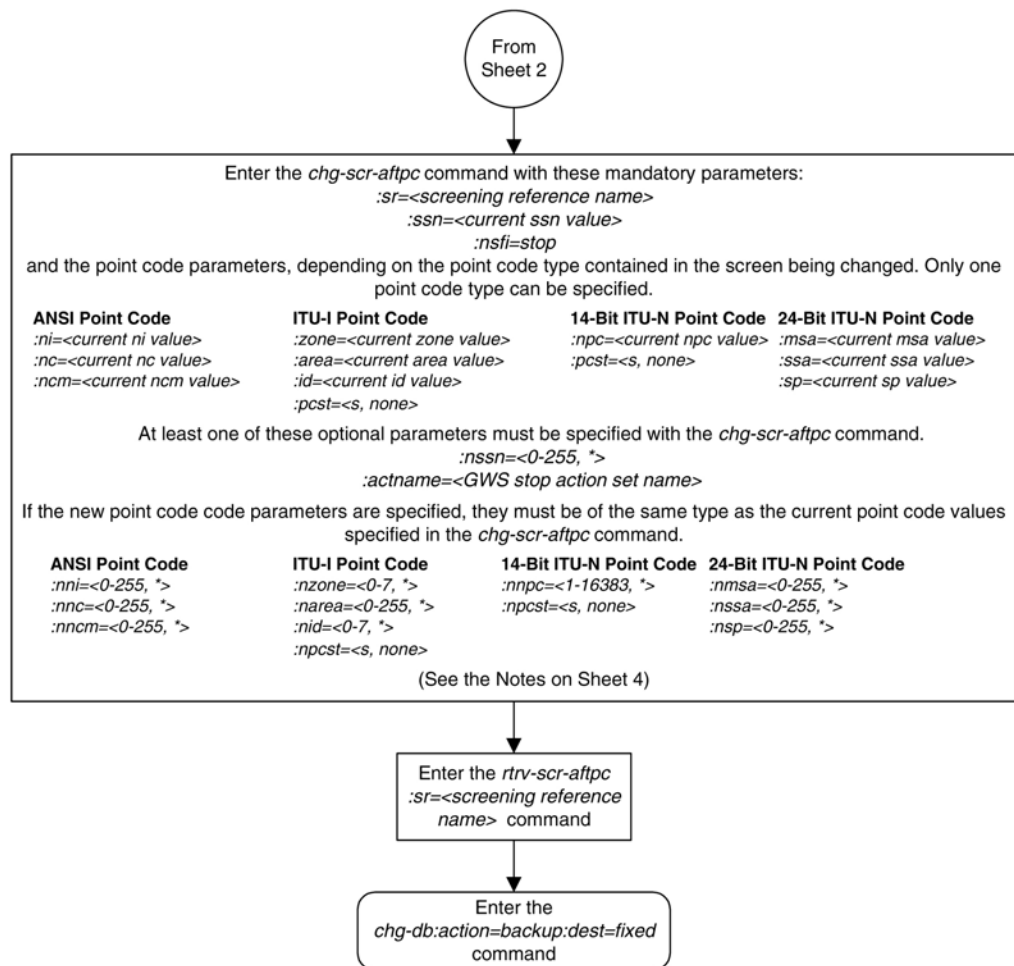 From
Sheet 2
Enter the chg-scr-aftpc command with these mandatory parameters:
:sr=<screening reference name>
:ssn=<current ssn value>
:nsfi=stop
and the point code parameters, depending on the point code type contained in the screen being changed. Only one
point code type can be specified.
ANSI Point Code
:ni=<current ni value>
:nc=<current nc value>
:ncm=<current ncm value>
ITU-I Point Code
:zone=<current zone value>
:area=<current area value>
:id=<current id value>
:pcst=<s, none>
14-Bit ITU-N Point Code
:npc=<current npc value>
:pcst=<s, none>
24-Bit ITU-N Point Code
:msa=<current msa value>
:ssa=<current ssa value>
:sp=<current sp value>
At least one of these optional parameters must be specified with the chg-scr-aftpc command.
:nssn=<0-255, *>
:actname=<GWS stop action set name>
If the new point code code parameters are specified, they must be of the same type as the current point code values
specified in the chg-scr-aftpc command.
ANSI Point Code
:nni=<0-255, *>
:nnc=<0-255, *>
:nncm=<0-255, *>
ITU-I Point Code
:nzone=<0-7, *>
:narea=<0-255, *>
:nid=<0-7, *>
:npcst=<s, none>
14-Bit ITU-N Point Code
:nnpc=<1-16383, *>
:npcst=<s, none>
24-Bit ITU-N Point Code
:nmsa=<0-255, *>
:nssa=<0-255, *>
:nsp=<0-255, *>
(See the Notes on Sheet 4)
Enter the rtrv-scr-aftpc
:sr=<screening reference
name> command
Enter the
chg-db:action=backup:dest=fixed
command